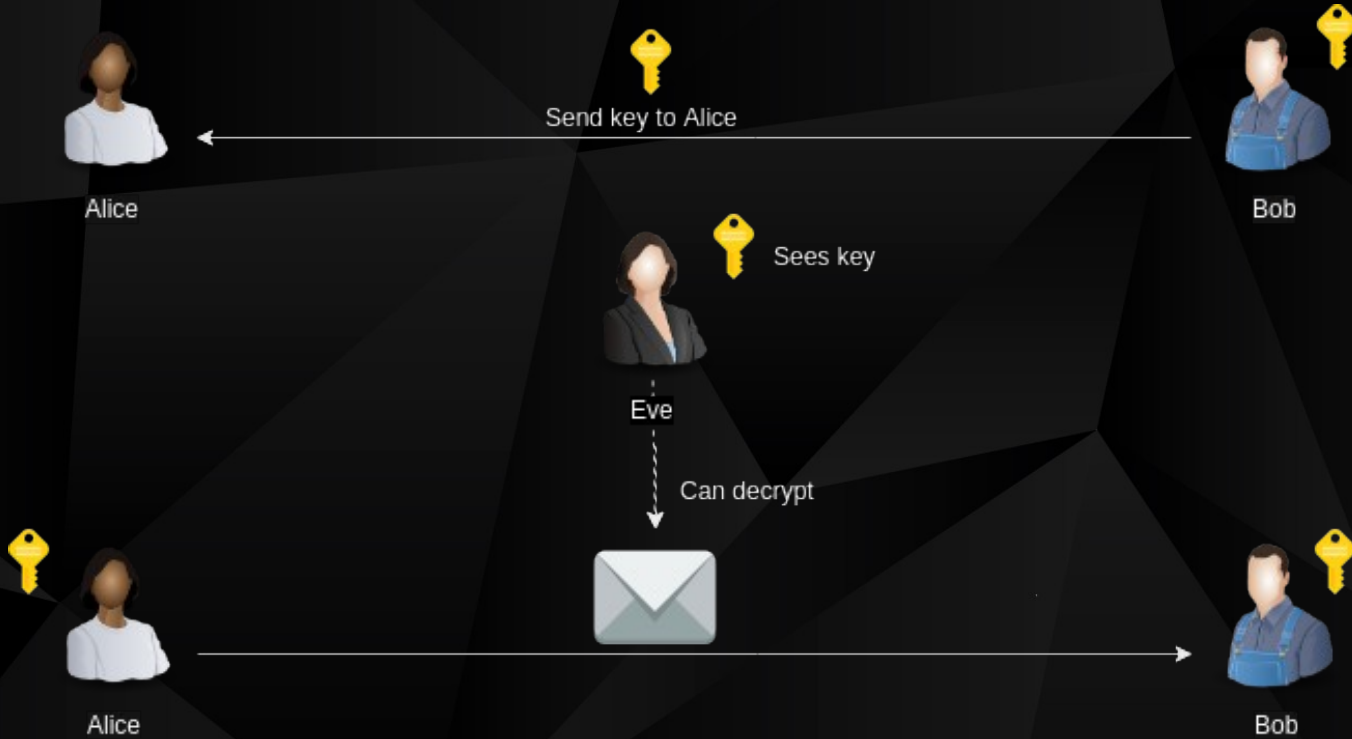 Send key to Alice
Alice
Bob
Sees key
Eve
Can decrypt
Alice
Bob